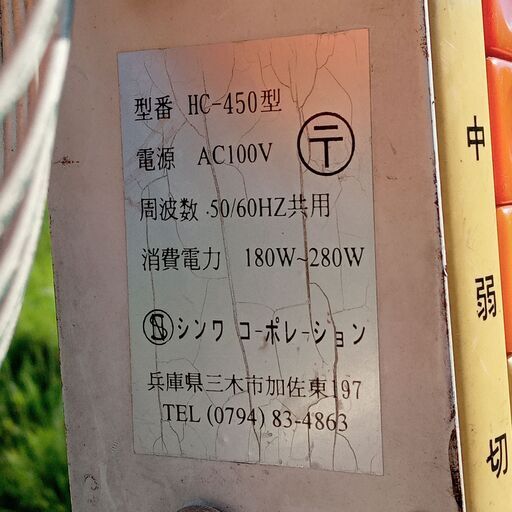 型番 HC-450型
電源 AC100V 〒
周波数 50/60HZ共用
消費電力 180W~280W
シンワ コーポレーション
兵庫県三木市加佐東197
TEL (0794) 83-4863
中
弱
切